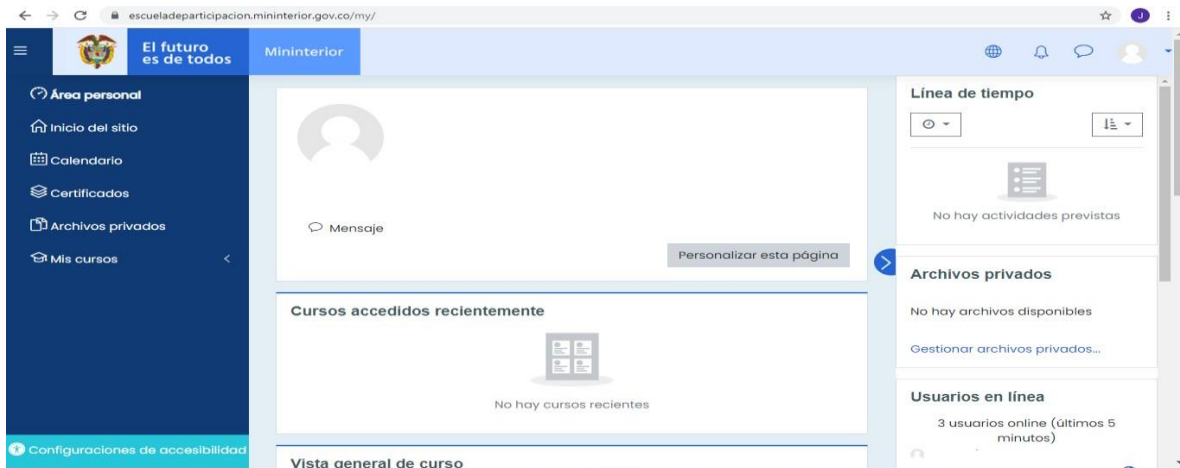 escueladeparticipacion.mininterior.gov.co/my/
J
El futuro
es de todos
Mininterior
Área personal
Inicio del sitio
Calendario
Certificados
Archivos privados
Mis cursos
Configuraciones de accesibilidad
Mensaje
Personalizar esta página
Cursos accedidos recientemente
No hay cursos recientes
Vista general de curso
Línea de tiempo
No hay actividades previstas
Archivos privados
No hay archivos disponibles
Gestionar archivos privados...
Usuarios en línea
3 usuarios online (últimos 5
minutos)